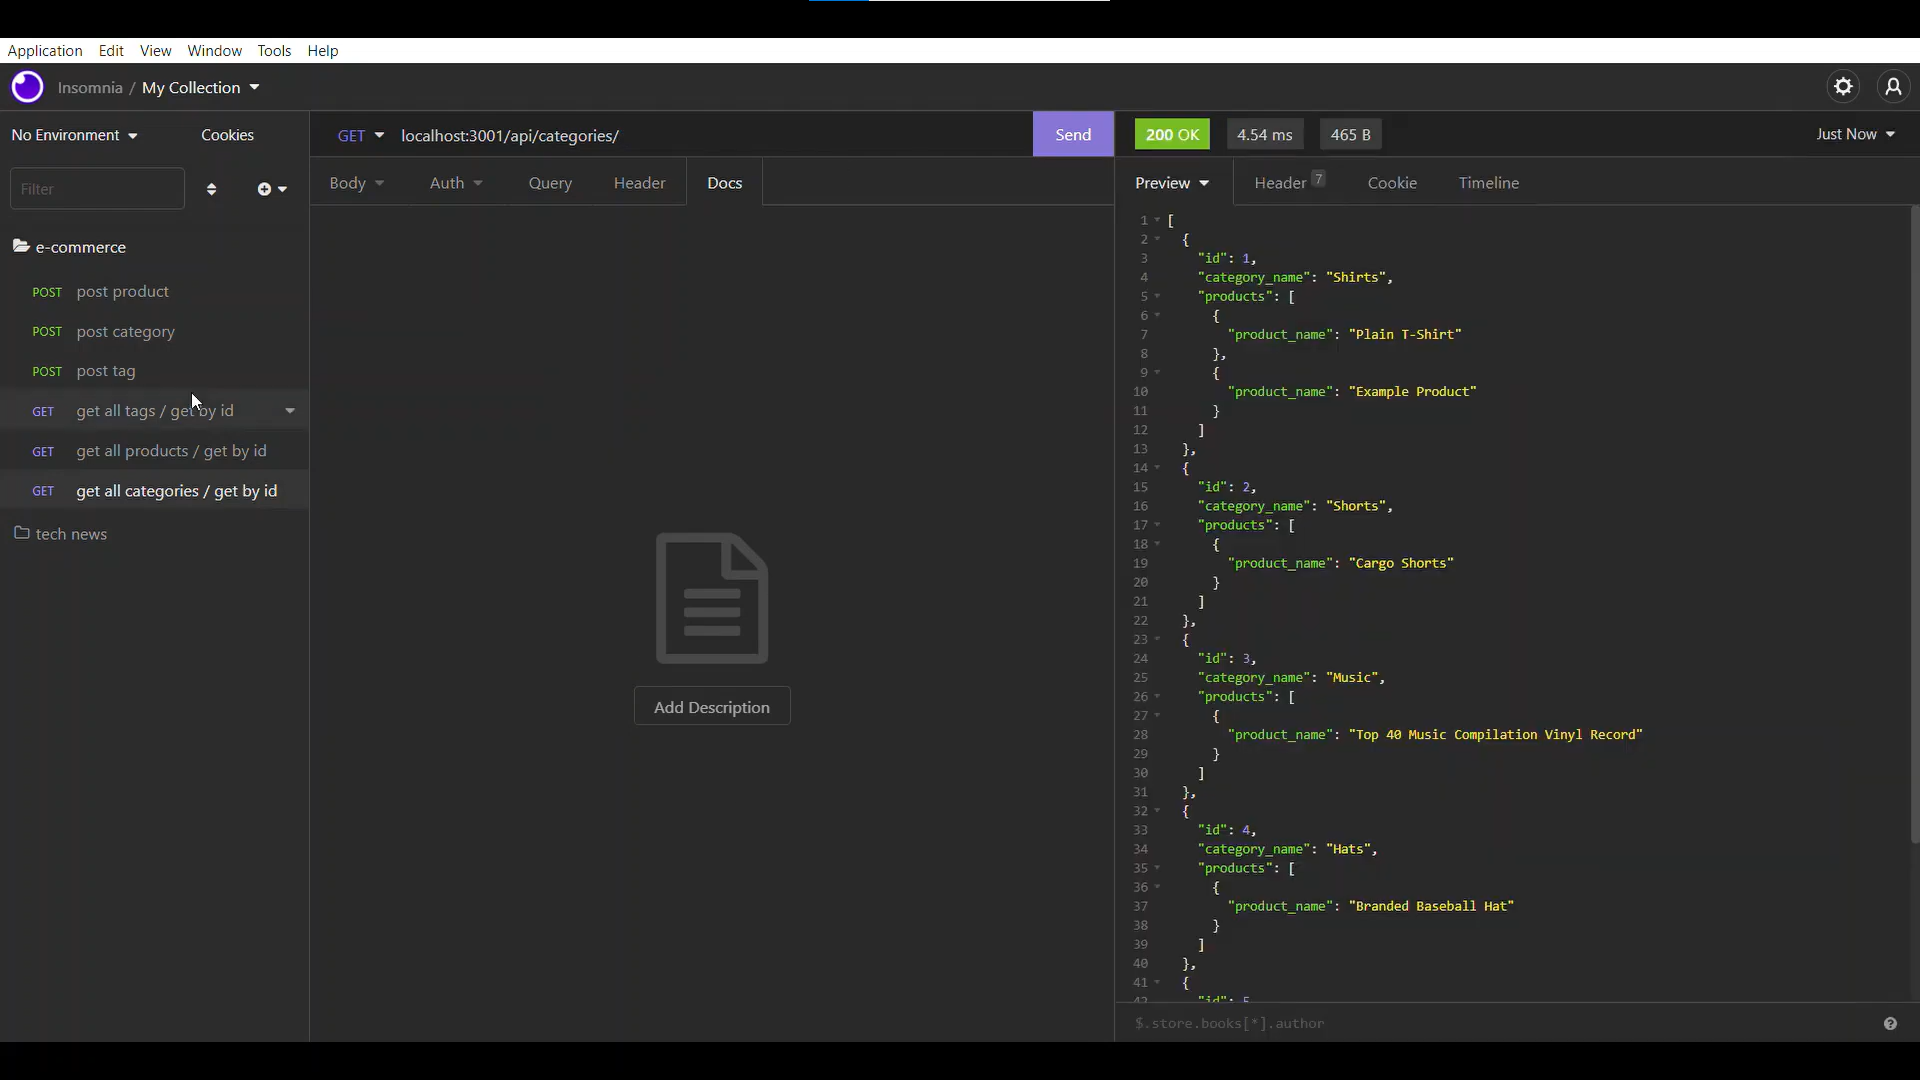 Application Edit View Window Tools Help
Insomnia / My Collection
No Environment Cookies
Filter
e-commerce
POST post product
POST post category
POST post tag
GET get all tags / get by id
GET get all products / get by id
GET get all categories / get by id
tech news
GET localhost:3001/api/categories/ Send
Body Auth Query Header Docs
Add Description
200 OK 4.54 ms 465 B Just Now
Preview Header 7 Cookie Timeline
1 [
2 {
3 "id": 1,
4 "category_name": "Shirts",
5 "products": [
6 {
7 "product_name": "Plain T-Shirt"
8 },
9 {
10 "product_name": "Example Product"
11 }
12 ]
13 },
14 {
15 "id": 2,
16 "category_name": "Shorts",
17 "products": [
18 {
19 "product_name": "Cargo Shorts"
20 }
21 ]
22 },
23 {
24 "id": 3,
25 "category_name": "Music",
26 "products": [
27 {
28 "product_name": "Top 40 Music Compilation Vinyl Record"
29 }
30 ]
31 },
32 {
33 "id": 4,
34 "category_name": "Hats",
35 "products": [
36 {
37 "product_name": "Branded Baseball Hat"
38 }
39 ]
40 },
41 {
42 "id": 5
$.store.books[*].author